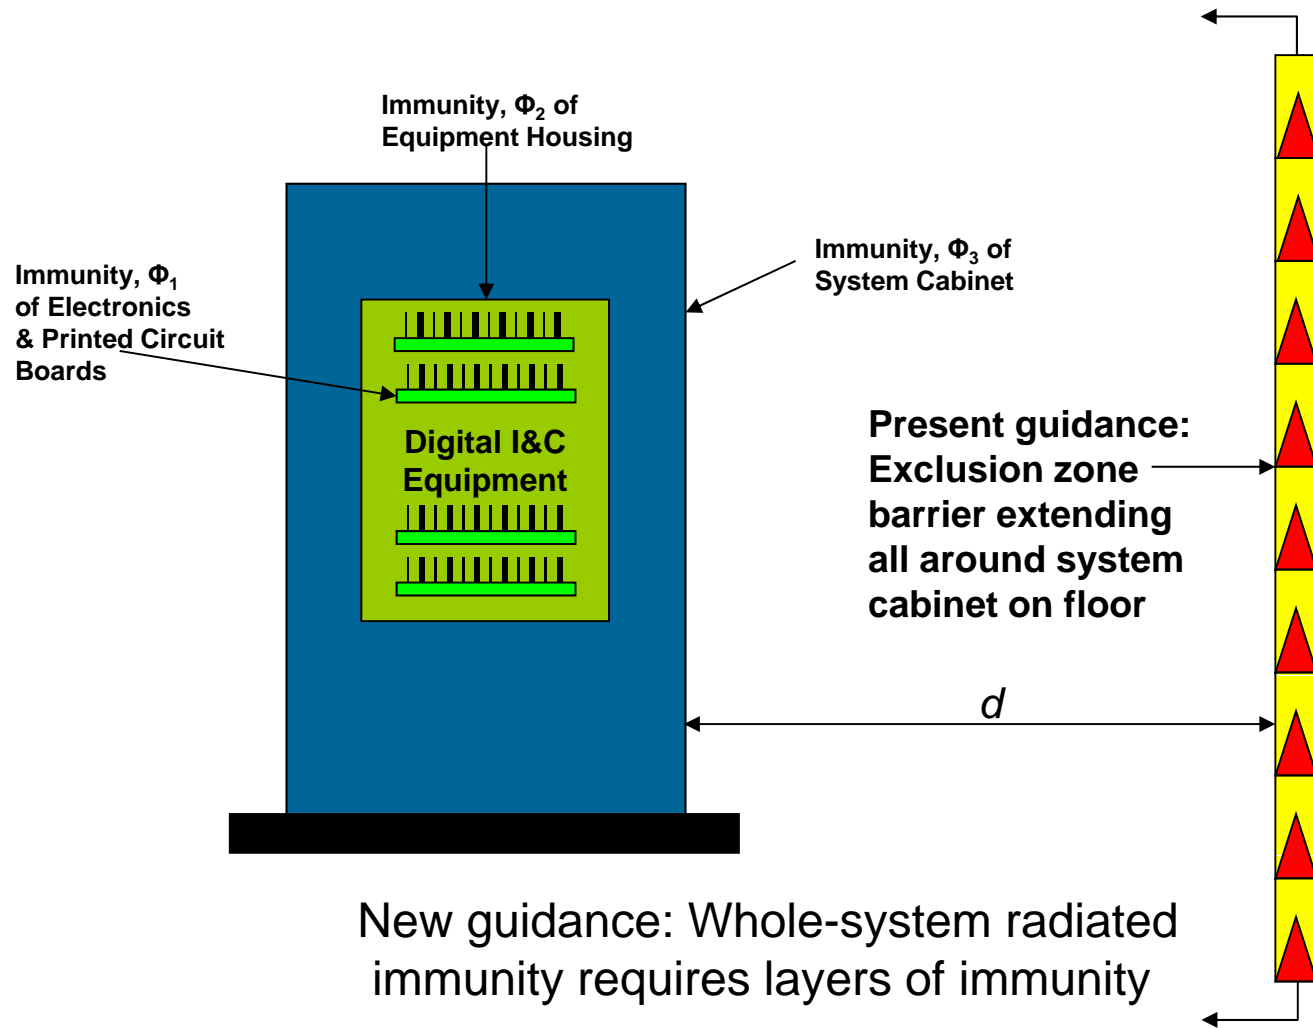 Immunity, Φ₂ of
Equipment Housing
Immunity, Φ₃ of
System Cabinet
Immunity, Φ₁
of Electronics
& Printed Circuit
Boards
Digital I&C
Equipment
Present guidance:
Exclusion zone
barrier extending
all around system
cabinet on floor
d
New guidance: Whole-system radiated
immunity requires layers of immunity